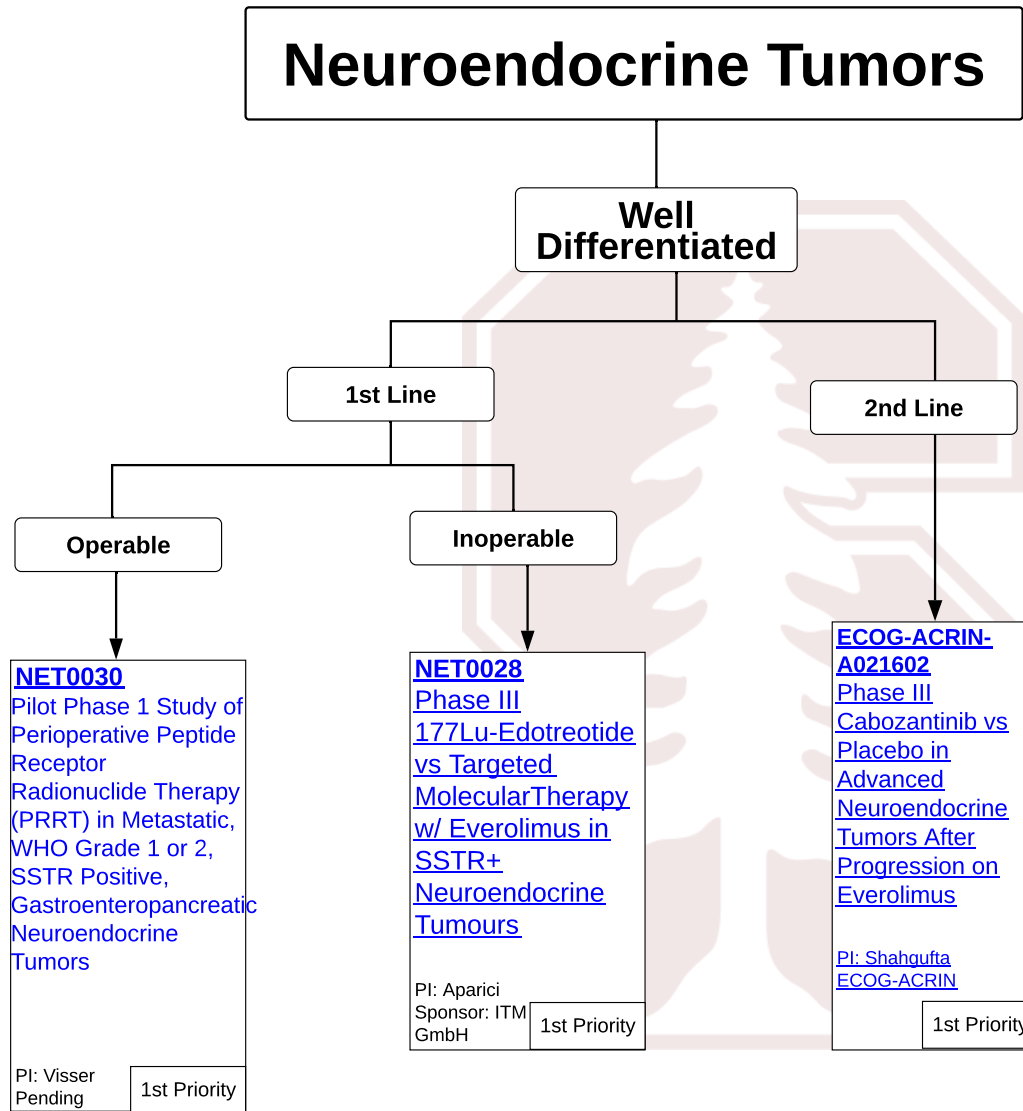 Neuroendocrine Tumors
Well
Differentiated
1st Line
2nd Line
Operable
Inoperable
NET0030
Pilot Phase 1 Study of
Perioperative Peptide
Receptor
Radionuclide Therapy
(PRRT) in Metastatic,
WHO Grade 1 or 2,
SSTR Positive,
Gastroenteropancreatic
Neuroendocrine
Tumors
PI: Visser
Pending
1st Priority
NET0028
Phase III
177Lu-Edotreotide
vs Targeted
MolecularTherapy
w/ Everolimus in
SSTR+
Neuroendocrine
Tumours
PI: Aparici
Sponsor: ITM
GmbH
1st Priority
ECOG-ACRIN-
A021602
Phase III
Cabozantinib vs
Placebo in
Advanced
Neuroendocrine
Tumors After
Progression on
Everolimus
PI: Shahgufta
ECOG-ACRIN
1st Priority